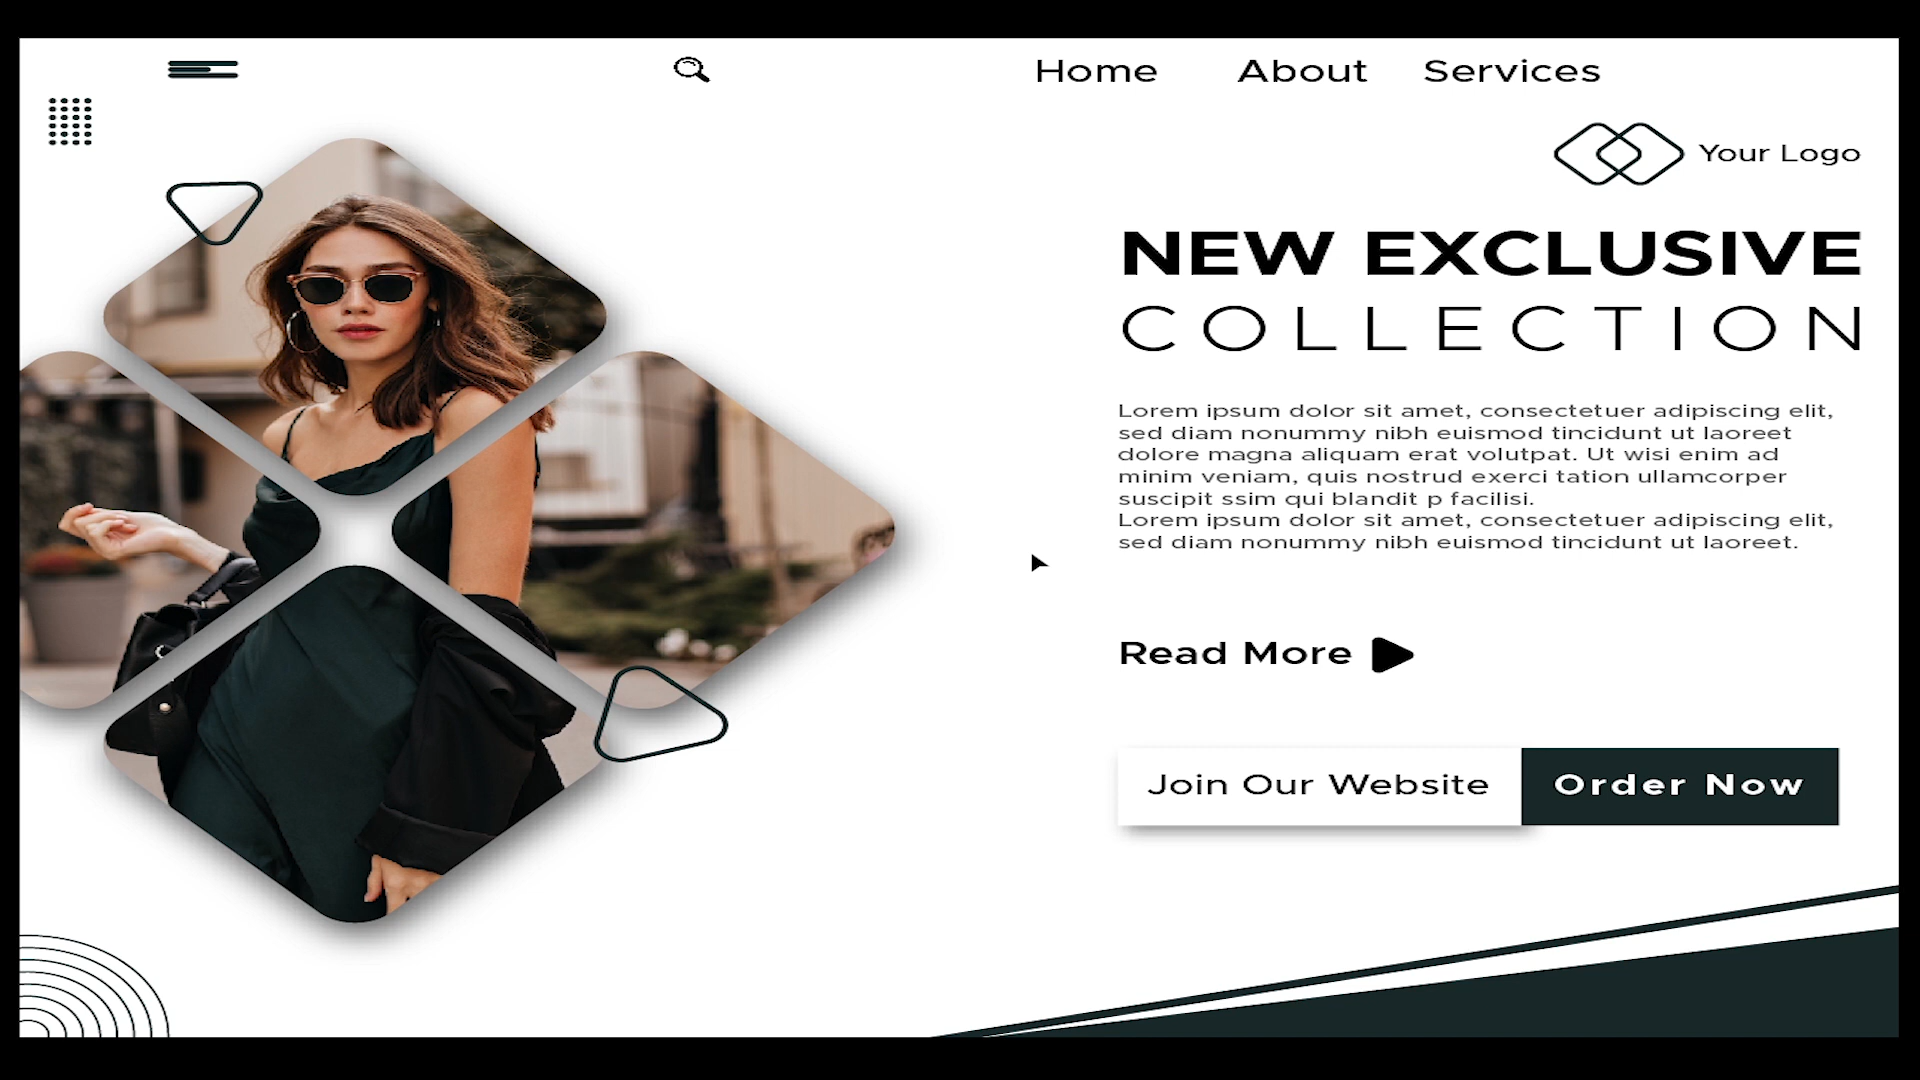 Home About Services
Your Logo
NEW EXCLUSIVE
COLLECTION
Lorem ipsum dolor sit amet, consectetuer adipiscing elit,
sed diam nonummy nibh euismod tincidunt ut laoreet
dolore magna aliquam erat volutpat. Ut wisi enim ad
minim veniam, quis nostrud exerci tation ullamcorper
suscipit ssim qui blandit p facilisi.
Lorem ipsum dolor sit amet, consectetuer adipiscing elit,
sed diam nonummy nibh euismod tincidunt ut laoreet.
Read More
Join Our Website Order Now